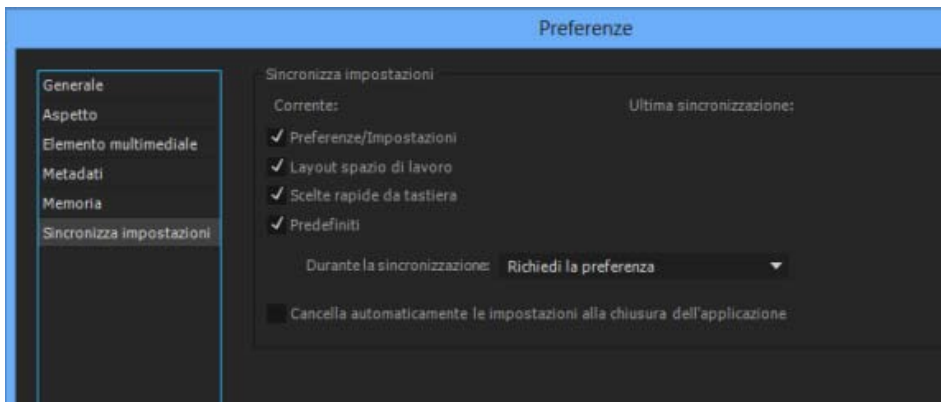 Preferenze
Generale
Aspetto
Elemento multimediale
Metadati
Memoria
Sincronizza impostazioni
Sincronizza impostazioni
Corrente: Ultima sincronizzazione:
Preferenze/Impostazioni
Layout spazio di lavoro
Scelte rapide da tastiera
Predefiniti
Durante la sincronizzazione: Richiedi la preferenza
Cancella automaticamente le impostazioni alla chiusura dell'applicazione